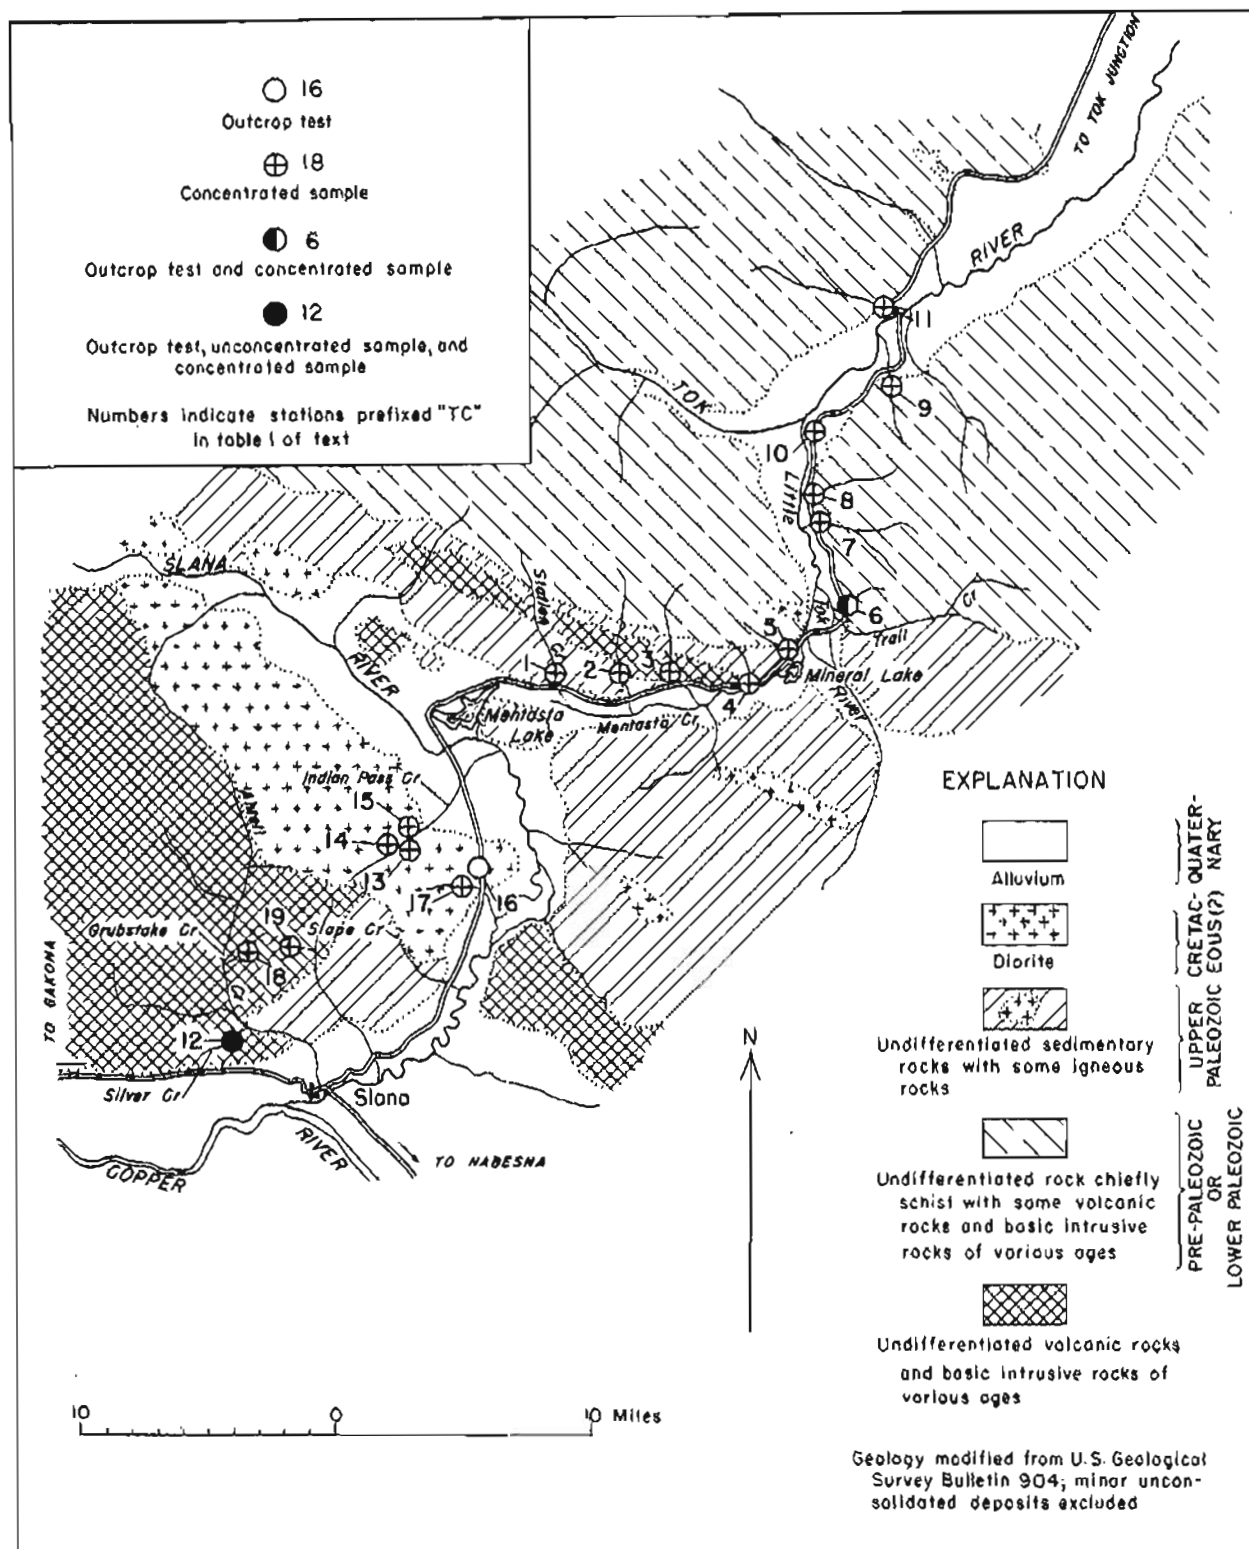 16
Outcrop test
18
Concentrated sample
6
Outcrop test and concentrated sample
12
Outcrop test, unconcentrated sample, and
concentrated sample
Numbers indicate stations prefixed "TC"
in table 1 of text
TO TOK JUNCTION
RIVER
11
TOK
9
10
LITTLE
8
7
SLANA
Station
Cr
6
Tok
Trail
Cr
5
1
2
3
4
Mineral Lake
River
RIVER
Mentasta
Lake
Mentasta Cr
Indian Pass Cr
15
14
13
17
16
Ahtell
19
Grubstake Cr
Slape Cr
18
Cr
TO GAKONA
12
Silver Cr
Slana
COPPER
RIVER
TO NABESNA
N
EXPLANATION
Alluvium
QUATER-
NARY
Diorite
CRETAC-
EOUS(?)
Undifferentiated sedimentary
rocks with some igneous
rocks
UPPER
PALEOZOIC
Undifferentiated rock chiefly
schist with some volcanic
rocks and basic intrusive
rocks of various ages
PRE-PALEOZOIC
OR
LOWER PALEOZOIC
Undifferentiated volcanic rocks
and basic intrusive rocks of
various ages
10 0 10 Miles
Geology modified from U.S. Geological
Survey Bulletin 904; minor uncon-
solidated deposits excluded